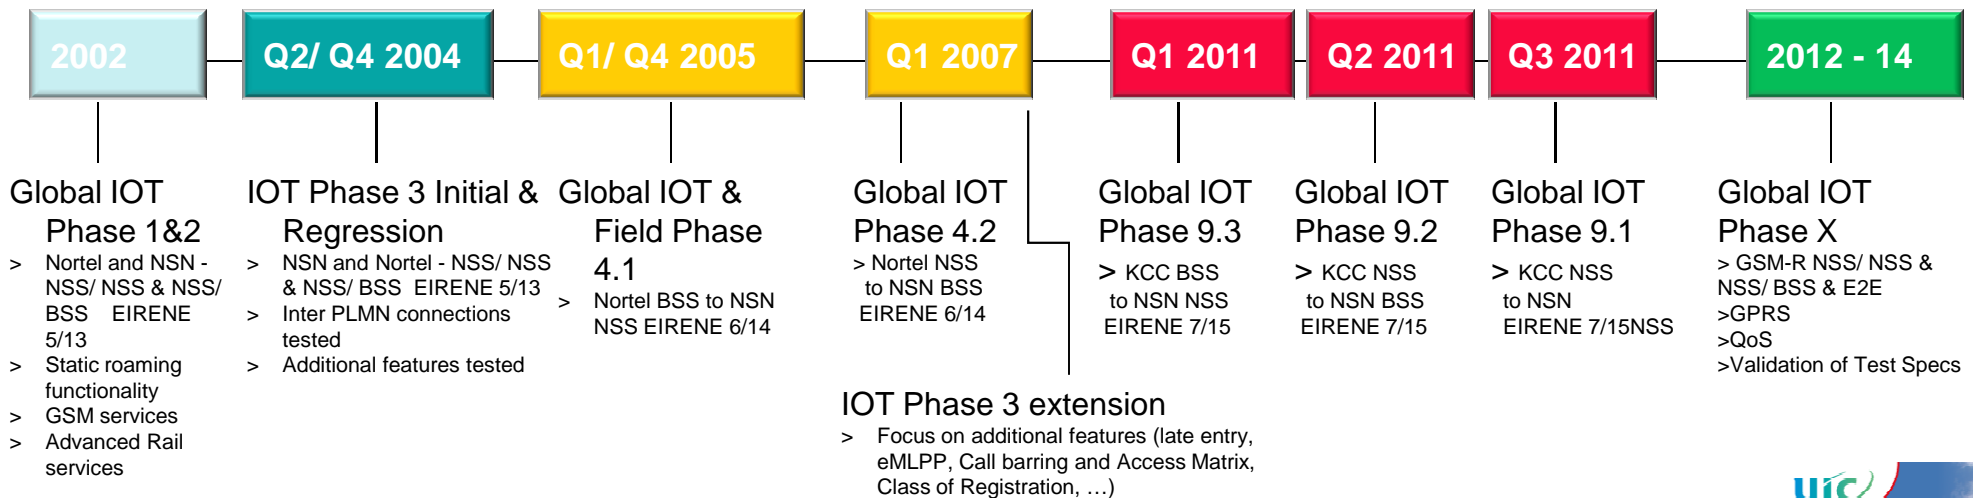 2002
Q2/ Q4 2004
Q1/ Q4 2005
Q1 2007
Q1 2011
Q2 2011
Q3 2011
2012 - 14
Global IOT
Phase 1&2
> Nortel and NSN -
NSS/ NSS & NSS/
BSS EIRENE
5/13
> Static roaming
functionality
> GSM services
> Advanced Rail
services
IOT Phase 3 Initial &
Regression
> NSN and Nortel - NSS/ NSS
& NSS/ BSS EIRENE 5/13
> Inter PLMN connections
tested
> Additional features tested
Global IOT &
Field Phase
4.1
> Nortel BSS to NSN
NSS EIRENE 6/14
Global IOT
Phase 4.2
> Nortel NSS
to NSN BSS
EIRENE 6/14
IOT Phase 3 extension
> Focus on additional features (late entry,
eMLPP, Call barring and Access Matrix,
Class of Registration, ...)
Global IOT
Phase 9.3
> KCC BSS
to NSN NSS
EIRENE 7/15
Global IOT
Phase 9.2
> KCC NSS
to NSN BSS
EIRENE 7/15
Global IOT
Phase 9.1
> KCC NSS
to NSN
EIRENE 7/15NSS
Global IOT
Phase X
> GSM-R NSS/ NSS &
NSS/ BSS & E2E
>GPRS
>QoS
>Validation of Test Specs
uic